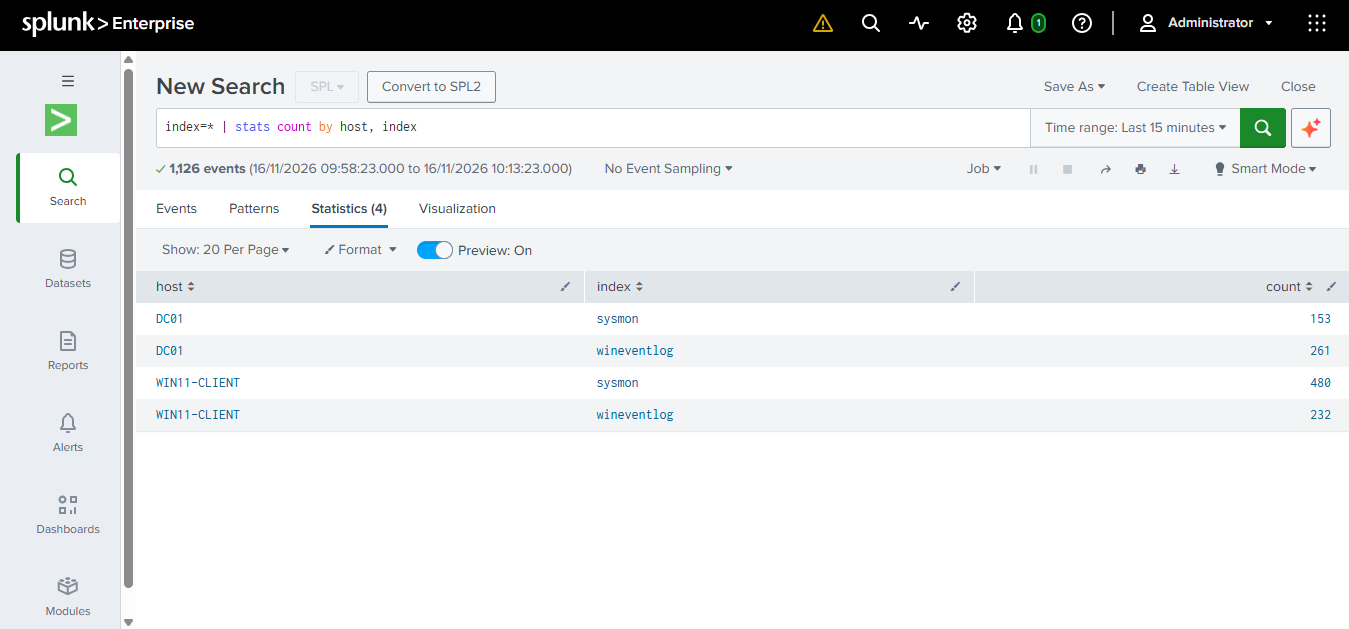 splunk> Enterprise
1
Administrator
New Search
SPL
Convert to SPL2
Save As
Create Table View
Close
index=* | stats count by host, index
Time range: Last 15 minutes
1,126 events (16/11/2026 09:58:23.000 to 16/11/2026 10:13:23.000)
No Event Sampling
Job
Smart Mode
Search
Datasets
Reports
Alerts
Dashboards
Modules
Events
Patterns
Statistics (4)
Visualization
Show: 20 Per Page
Format
Preview: On
host index count
DC01 sysmon 153
DC01 wineventlog 261
WIN11-CLIENT sysmon 480
WIN11-CLIENT wineventlog 232